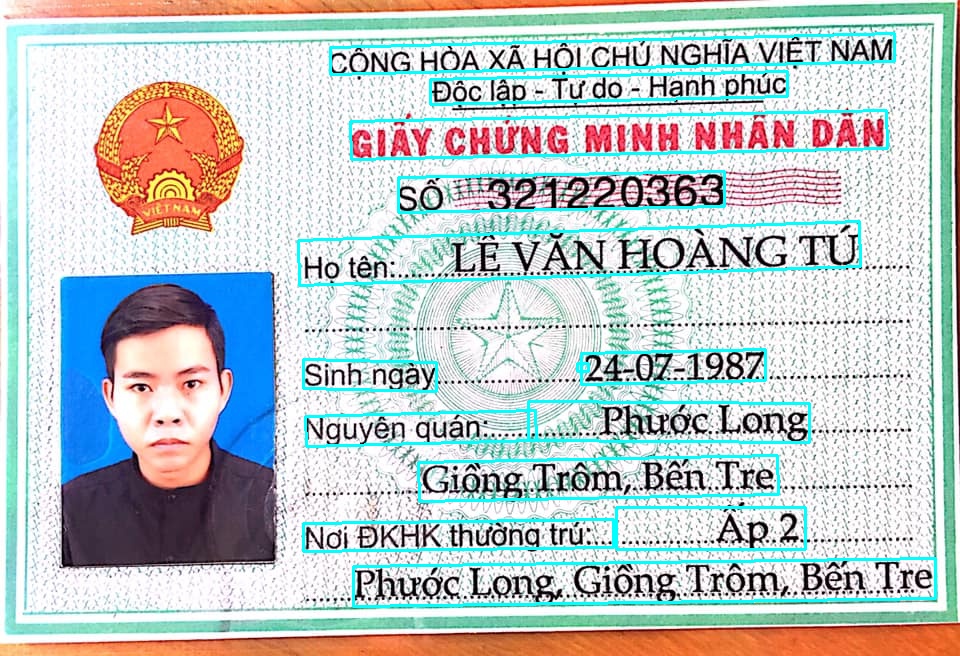 CỘNG HÒA XÃ HỘI CHỦ NGHĨA VIỆT NAM
Độc lập - Tự do - Hạnh phúc
GIẤY CHỨNG MINH NHÂN DÂN
SỐ 321220363
VIỆT NAM
Họ tên:.....LÊ VĂN HOÀNG TÚ
Sinh ngày 24-07-1987
Nguyên quán: Phước Long
Giồng Trôm, Bến Tre
Nơi ĐKHK thường trú: Ấp 2
Phước Long, Giồng Trôm, Bến Tre